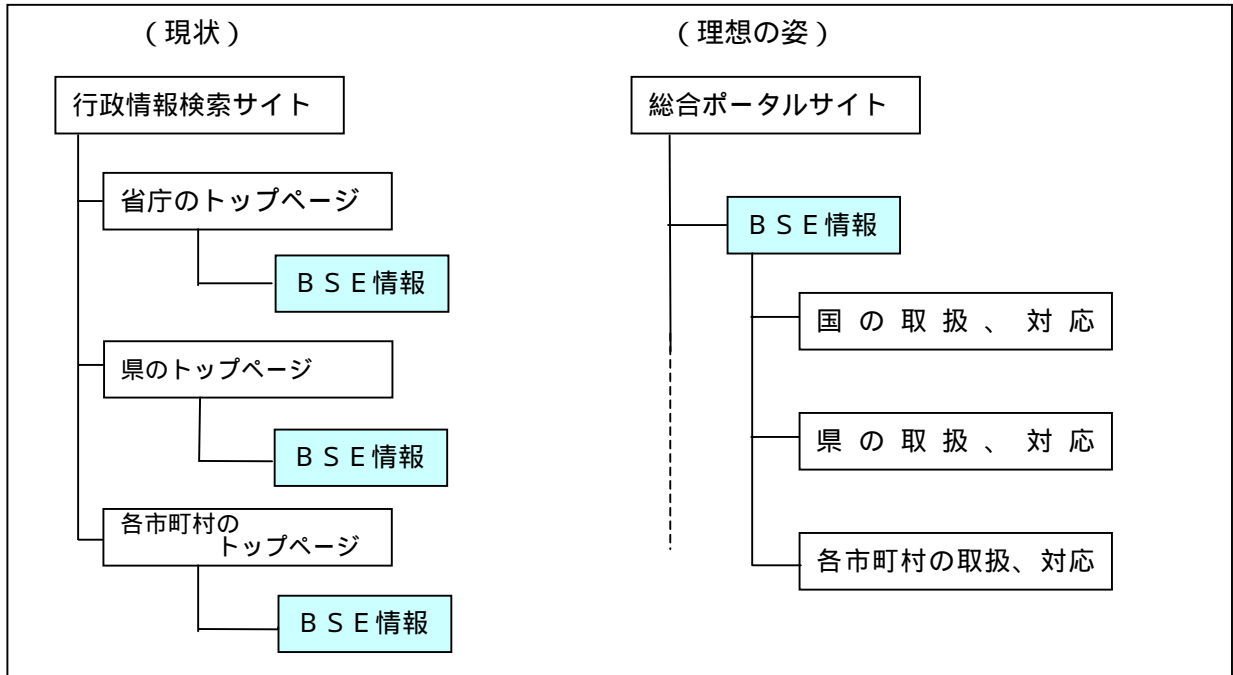 (現状)
行政情報検索サイト
省庁のトップページ
BSE情報
県のトップページ
BSE情報
各市町村の
トップページ
BSE情報
(理想の姿)
総合ポータルサイト
BSE情報
国の取扱、対応
県の取扱、対応
各市町村の取扱、対応